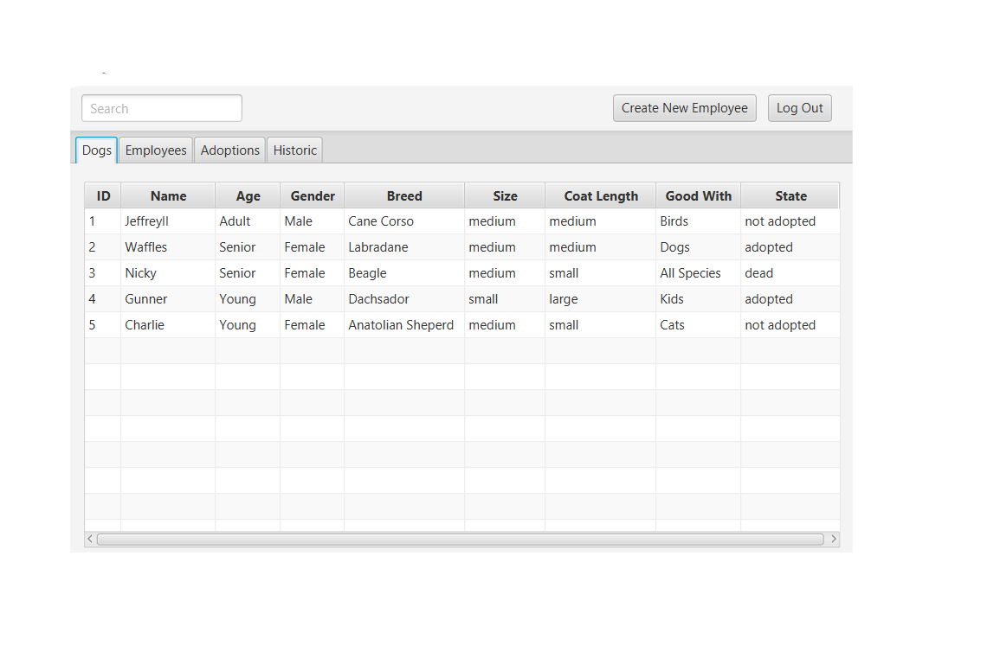 Search Create New Employee Log Out
Dogs Employees Adoptions Historic
ID Name Age Gender Breed Size Coat Length Good With State
1 Jeffreyll Adult Male Cane Corso medium medium Birds not adopted
2 Waffles Senior Female Labradane medium medium Dogs adopted
3 Nicky Senior Female Beagle medium small All Species dead
4 Gunner Young Male Dachsador small large Kids adopted
5 Charlie Young Female Anatolian Sheperd medium small Cats not adopted